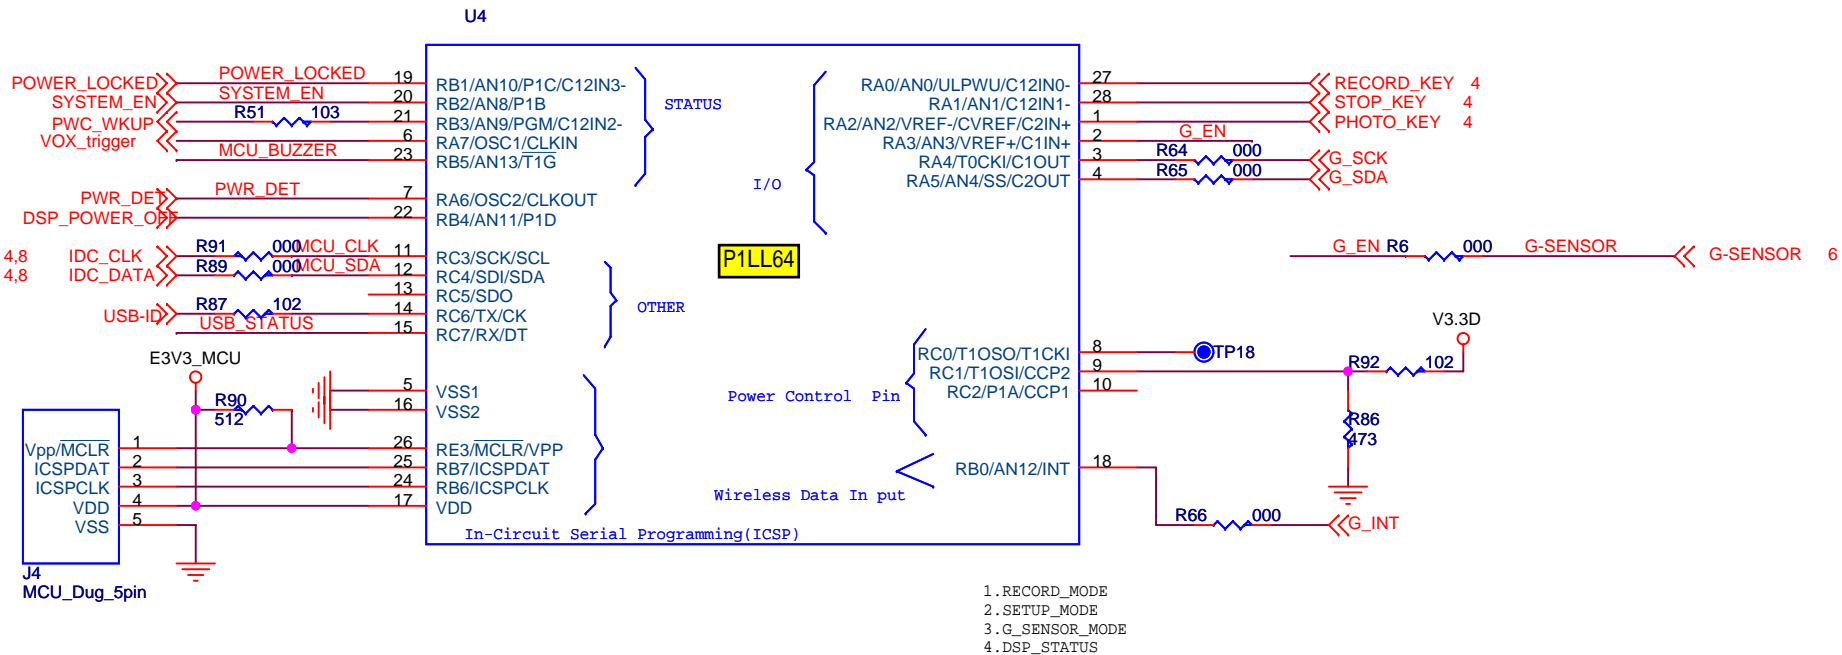 U4
POWER_LOCKED POWER_LOCKED 19 RB1/AN10/P1C/C12IN3-
SYSTEM_EN SYSTEM_EN 20 RB2/AN8/P1B
PWC_WKUP R51 103 21 RB3/AN9/PGM/C12IN2-
VOX_trigger 6 RA7/OSC1/CLKIN
MCU_BUZZER 23 RB5/AN13/T1G
STATUS
PWR_DET PWR_DET 7 RA6/OSC2/CLKOUT
DSP_POWER_OFF 22 RB4/AN11/P1D
4,8 IDC_CLK R91 000 MCU_CLK 11 RC3/SCK/SCL
4,8 IDC_DATA R89 000 MCU_SDA 12 RC4/SDI/SDA
13 RC5/SDO
USB-ID R87 102 14 RC6/TX/CK
USB_STATUS 15 RC7/RX/DT
OTHER
E3V3_MCU
5 VSS1
16 VSS2
R90
512
Vpp/MCLR 1 26 RE3/MCLR/VPP
ICSPDAT 2 25 RB7/ICSPDAT
ICSPCLK 3 24 RB6/ICSPCLK
VDD 4 17 VDD
VSS 5
In-Circuit Serial Programming(ICSP)
J4
MCU_Dug_5pin
P1LL64
I/O
RA0/AN0/ULPWU/C12IN0- 27 RECORD_KEY 4
RA1/AN1/C12IN1- 28 STOP_KEY 4
RA2/AN2/VREF-/CVREF/C2IN+ 1 PHOTO_KEY 4
RA3/AN3/VREF+/C1IN+ 2 G_EN
RA4/T0CKI/C1OUT 3 R64 000 G_SCK
RA5/AN4/SS/C2OUT 4 R65 000 G_SDA
G_EN R6 000 G-SENSOR G-SENSOR 6
V3.3D
RC0/T1OSO/T1CKI 8 TP18
RC1/T1OSI/CCP2 9 R92 102
RC2/P1A/CCP1 10
Power Control Pin
R86
473
RB0/AN12/INT 18
Wireless Data In put
R66 000 G_INT
1.RECORD_MODE
2.SETUP_MODE
3.G_SENSOR_MODE
4.DSP_STATUS